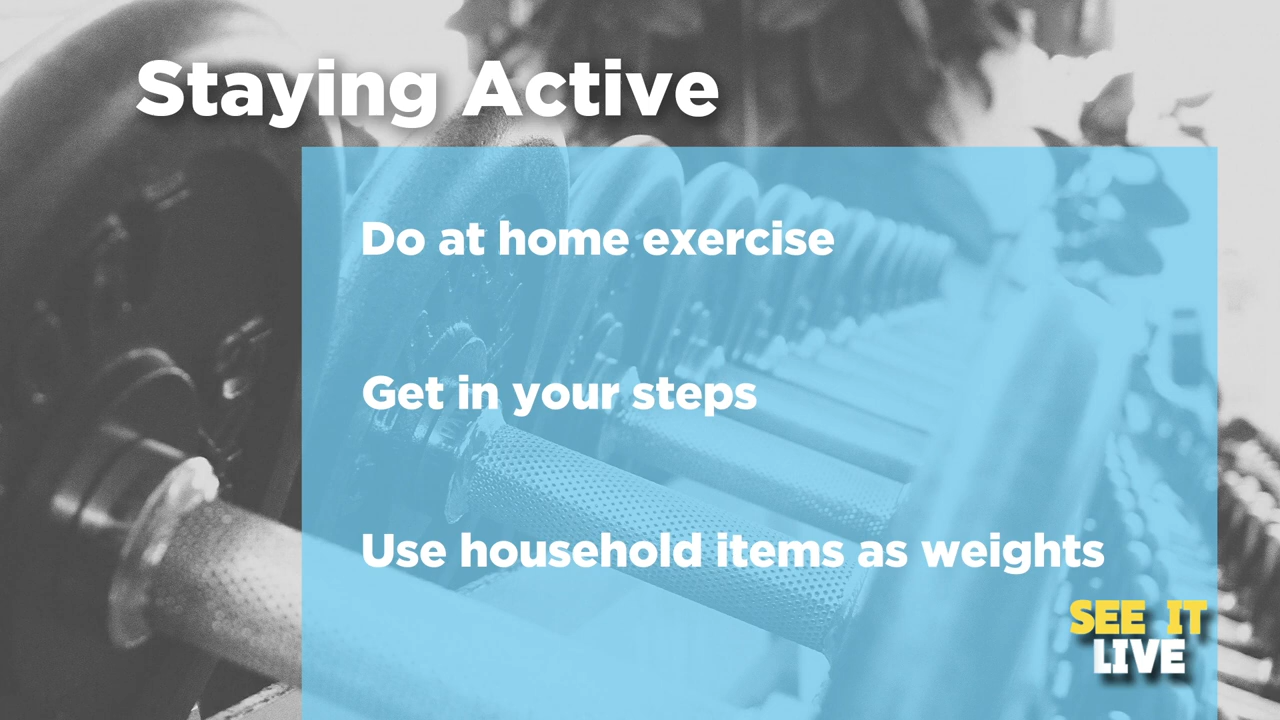 Staying Active
Do at home exercise
Get in your steps
Use household items as weights
SEE IT
LIVE